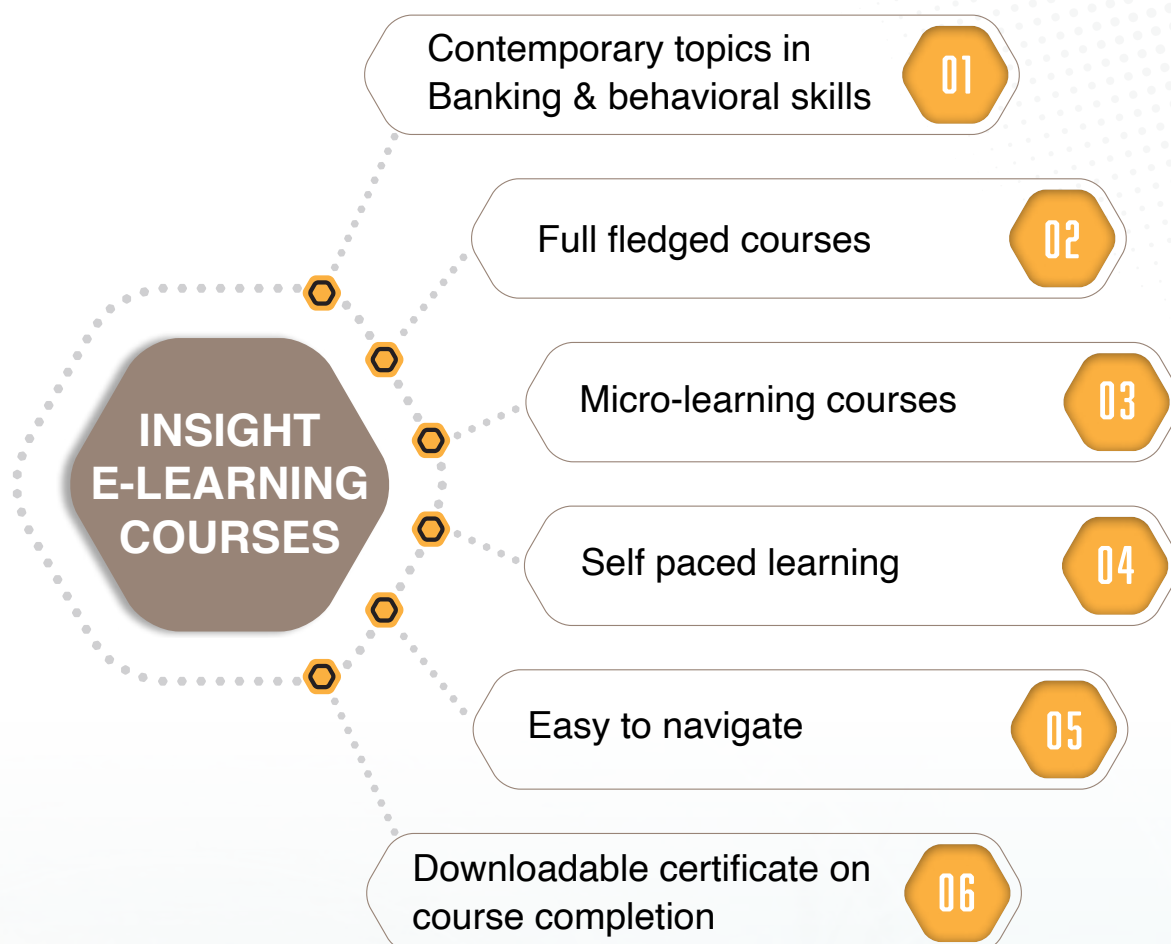 Contemporary topics in
Banking & behavioral skills
01
Full fledged courses
02
Micro-learning courses
03
INSIGHT
E-LEARNING
COURSES
Self paced learning
04
Easy to navigate
05
Downloadable certificate on
course completion
06